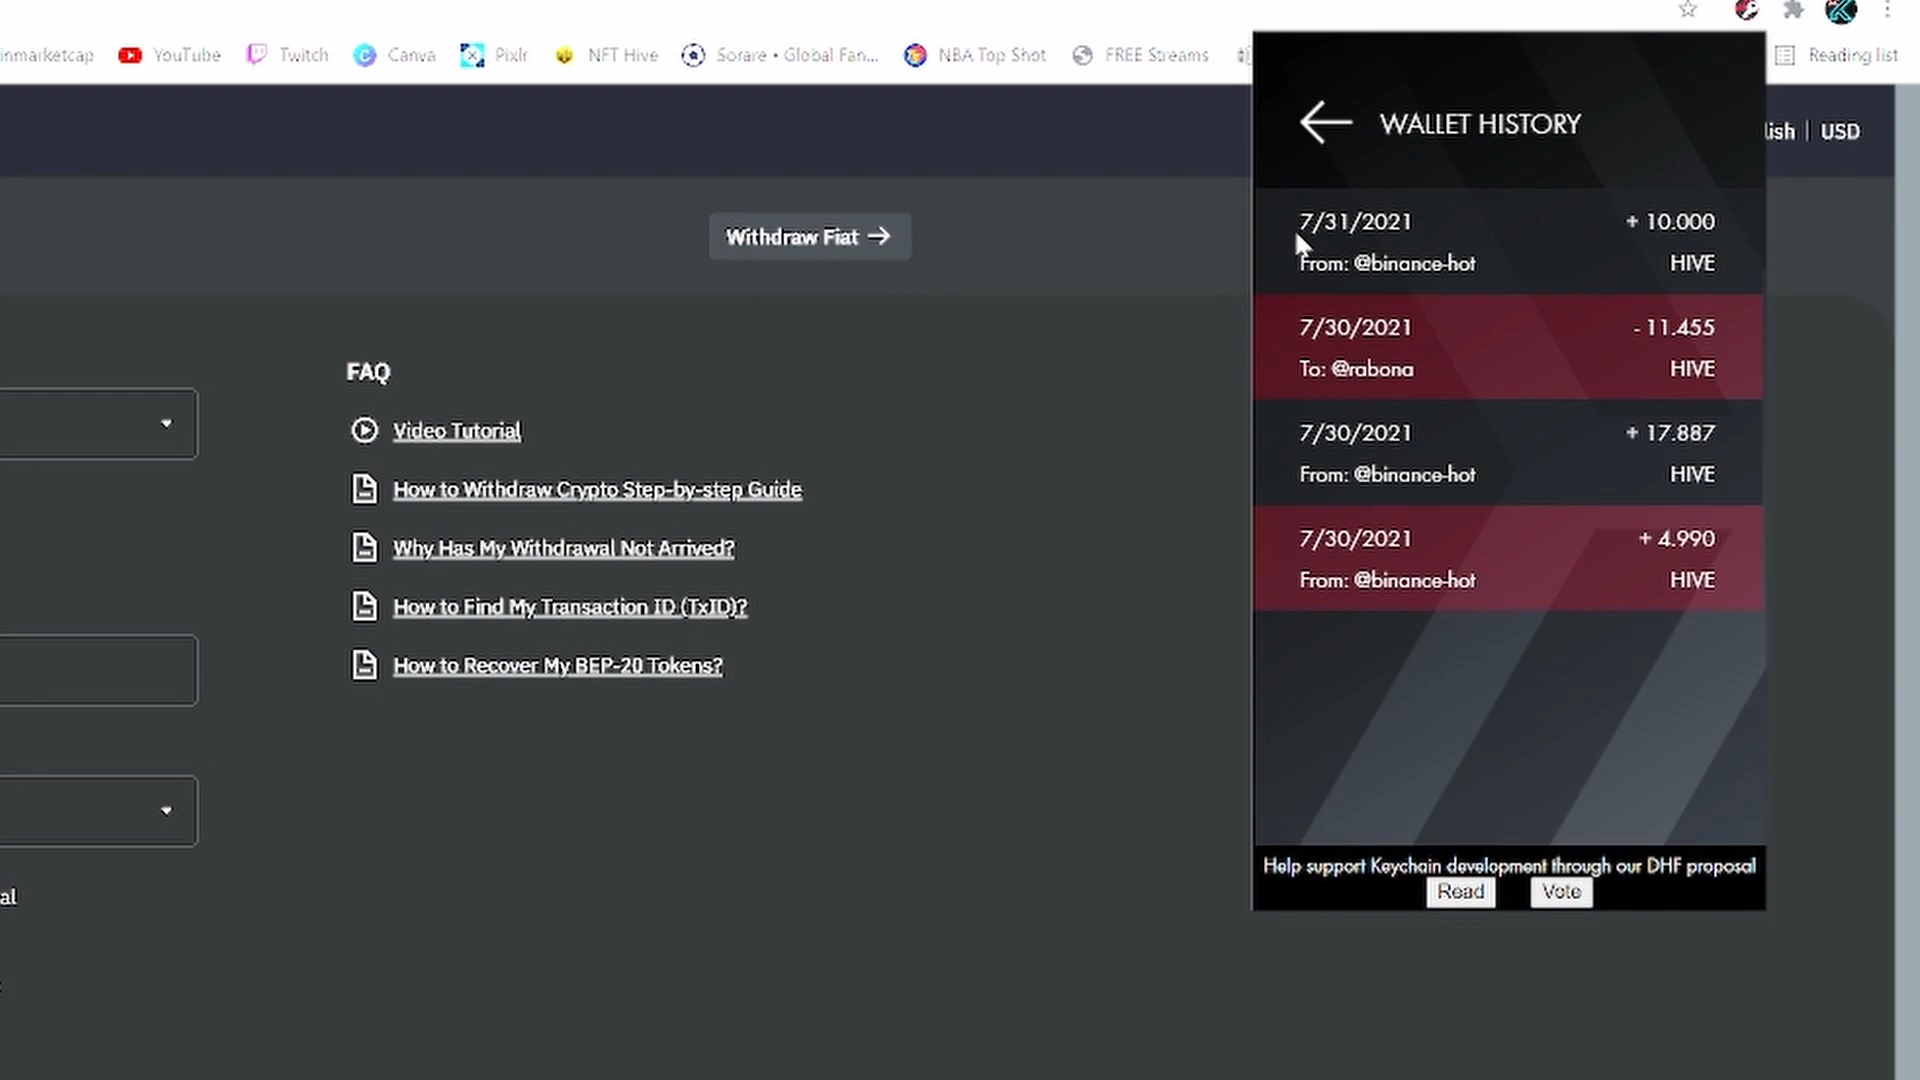 inmarketcap YouTube Twitch Canva Pixlr NFT Hive Sorare • Global Fan... NBA Top Shot FREE Streams Reading list
lish | USD
Withdraw Fiat →
FAQ
Video Tutorial
How to Withdraw Crypto Step-by-step Guide
Why Has My Withdrawal Not Arrived?
How to Find My Transaction ID (TxID)?
How to Recover My BEP-20 Tokens?
al
WALLET HISTORY
7/31/2021 + 10.000
From: @binance-hot HIVE
7/30/2021 - 11.455
To: @rabona HIVE
7/30/2021 + 17.887
From: @binance-hot HIVE
7/30/2021 + 4.990
From: @binance-hot HIVE
Help support Keychain development through our DHF proposal
Read Vote